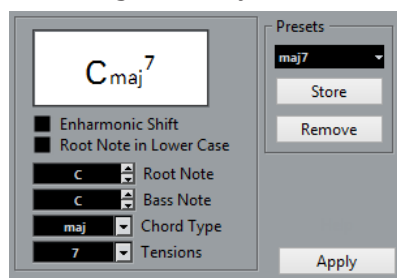 Cmaj7
Enharmonic Shift
Root Note in Lower Case
C Root Note
C Bass Note
maj Chord Type
7 Tensions
Presets
maj7
Store
Remove
Apply